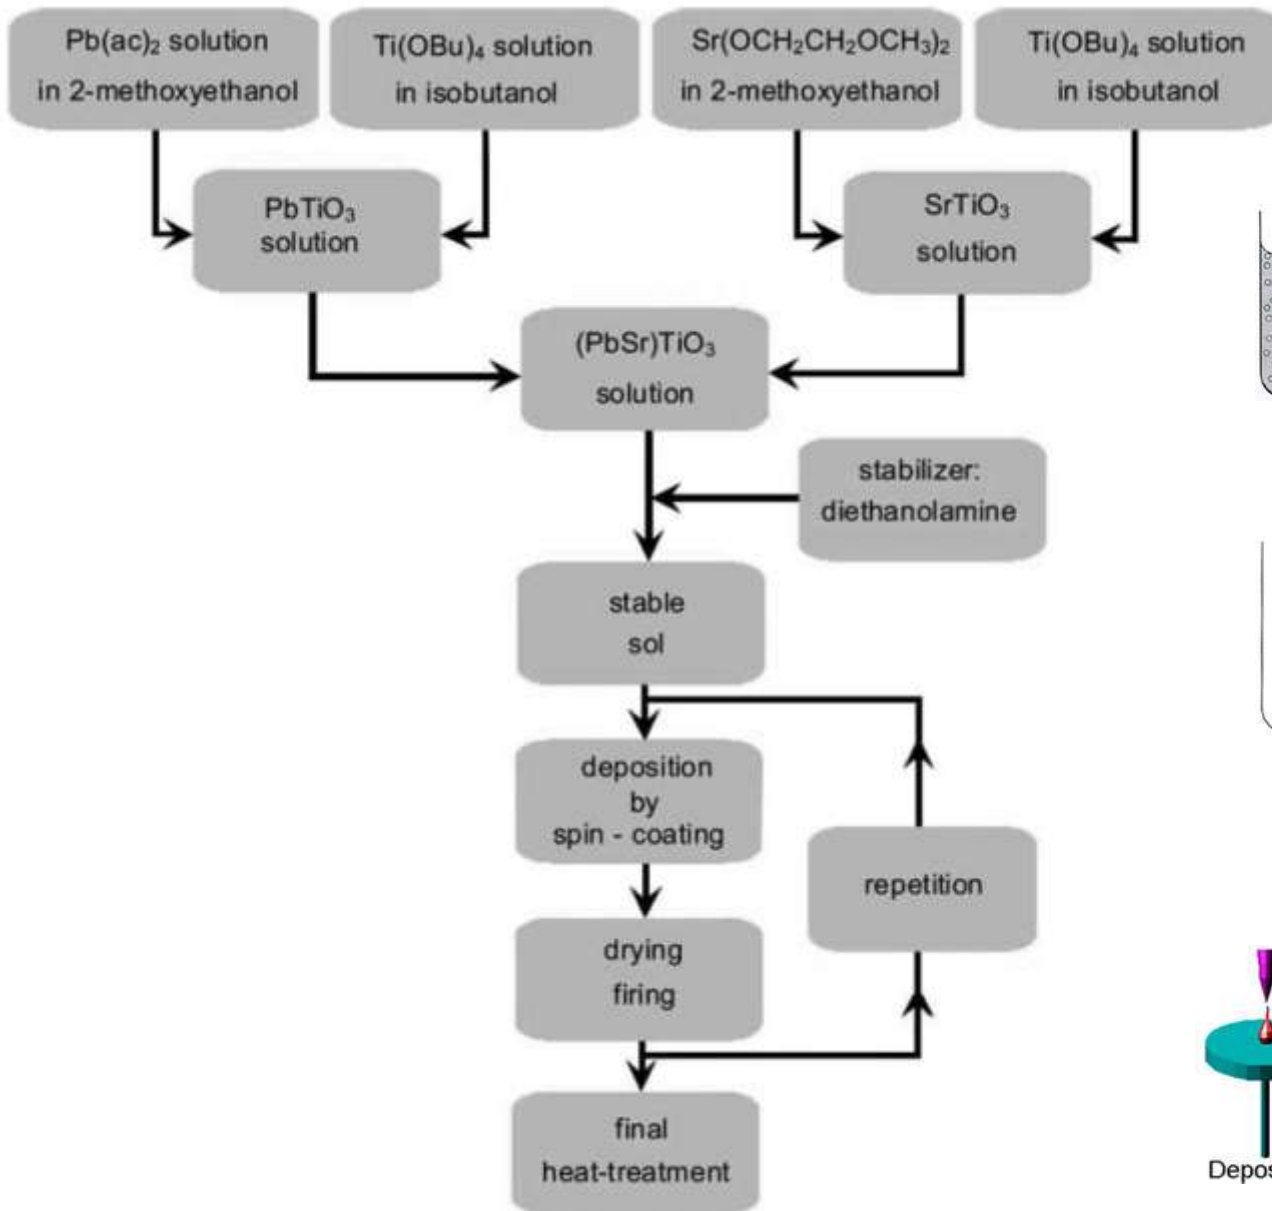 Pb(ac)₂ solution
in 2-methoxyethanol
Ti(OBu)₄ solution
in isobutanol
Sr(OCH₂CH₂OCH₃)₂
in 2-methoxyethanol
Ti(OBu)₄ solution
in isobutanol
PbTiO₃
solution
SrTiO₃
solution
(PbSr)TiO₃
solution
stabilizer:
diethanolamine
stable
sol
deposition
by
spin - coating
repetition
drying
firing
final
heat-treatment